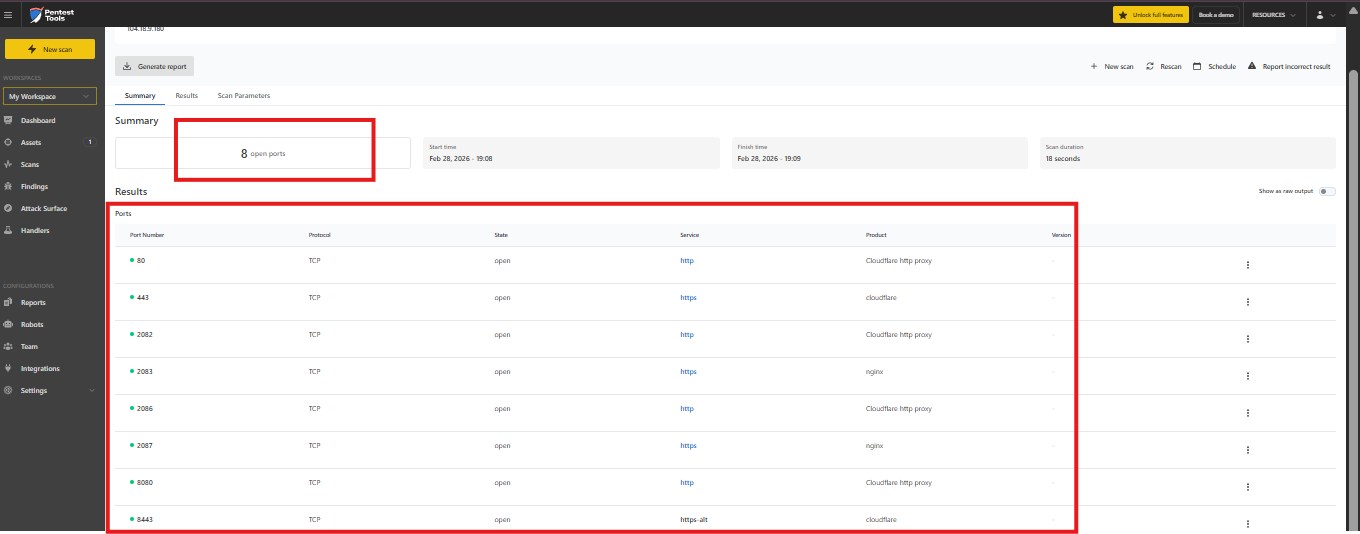 Pentest Tools
Unlock full features
Book a demo
RESOURCES
New scan
104.18.9.180
Generate report
New scan
Rescan
Schedule
Report incorrect result
WORKSPACES
My Workspace
Dashboard
Assets 1
Scans
Findings
Attack Surface
Handlers
CONFIGURATIONS
Reports
Robots
Team
Integrations
Settings
Summary Results Scan Parameters
Summary
8 open ports
Start time
Feb 28, 2026 - 19:08
Finish time
Feb 28, 2026 - 19:09
Scan duration
18 seconds
Results
Show as raw output
Ports
Port Number Protocol State Service Product Version
80 TCP open http Cloudflare http proxy -
443 TCP open https cloudflare -
2082 TCP open http Cloudflare http proxy -
2083 TCP open https nginx -
2086 TCP open http Cloudflare http proxy -
2087 TCP open https nginx -
8080 TCP open http Cloudflare http proxy -
8443 TCP open https-alt cloudflare -